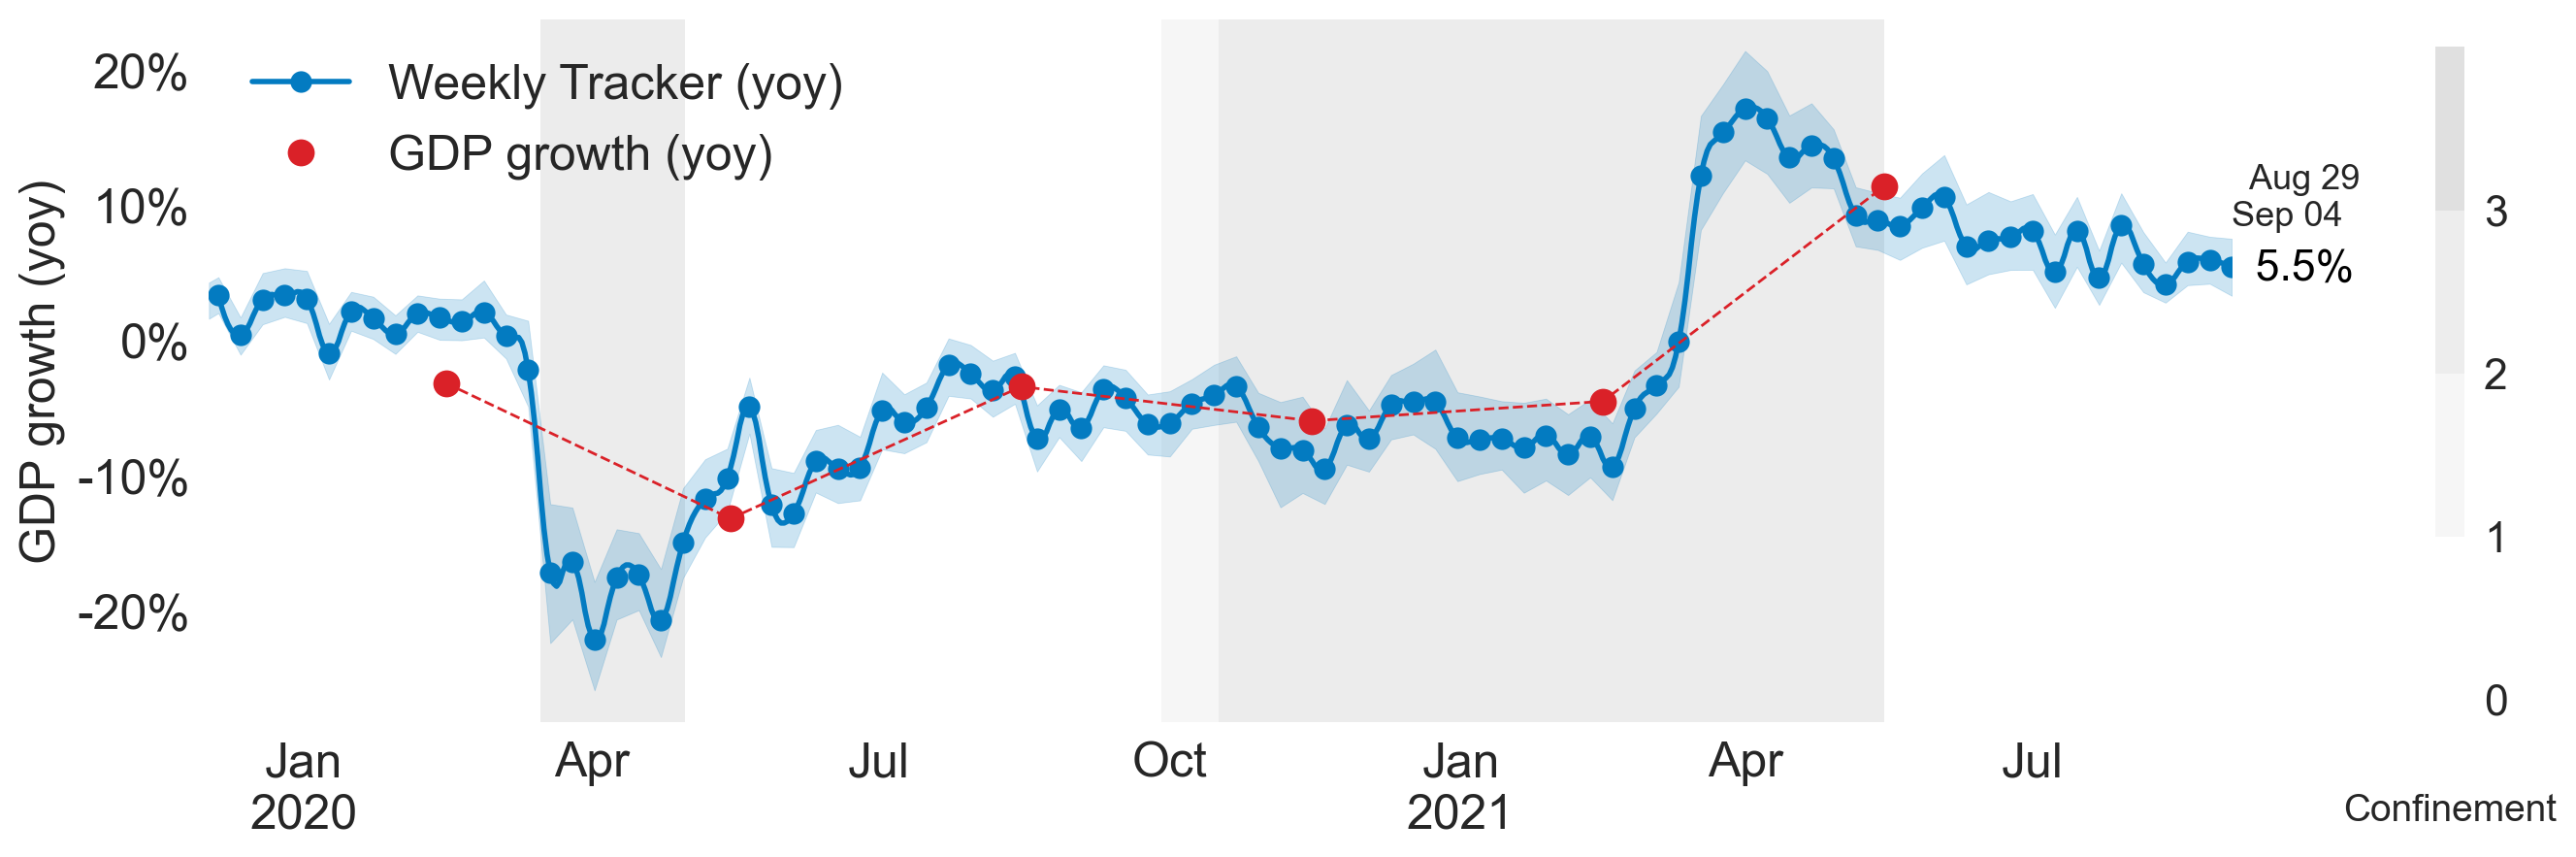 20%
10%
0%
-10%
-20%
GDP growth (yoy)
Weekly Tracker (yoy)
GDP growth (yoy)
Aug 29
Sep 04
5.5%
3
2
1
0
Confinement
Jan
2020
Apr
Jul
Oct
Jan
2021
Apr
Jul